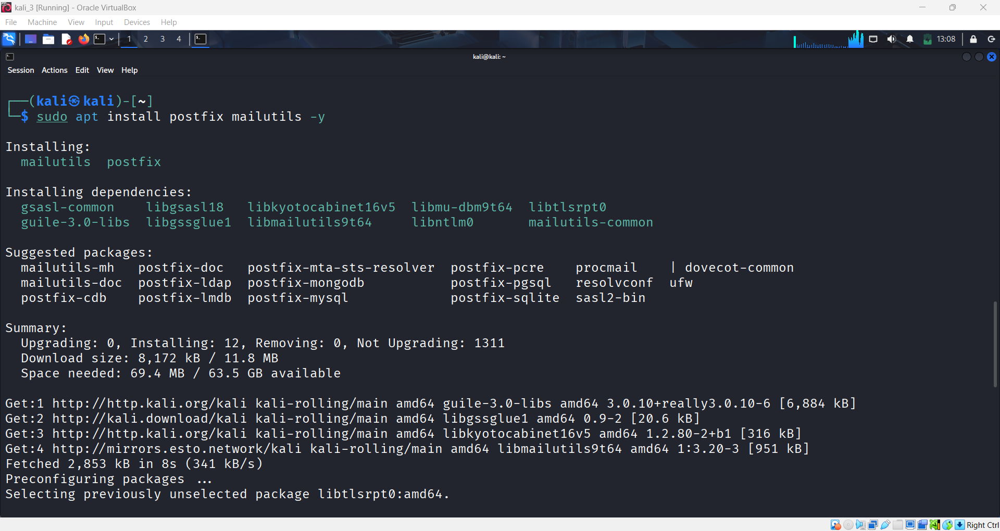 kali_3 [Running] - Oracle VirtualBox
File Machine View Input Devices Help
1 2 3 4 13:08
kali@kali: ~
Session Actions Edit View Help
┌──(kali㉿kali)-[~]
└─$ sudo apt install postfix mailutils -y
Installing:
mailutils postfix
Installing dependencies:
gsasl-common libgsasl18 libkyotocabinet16v5 libmu-dbm9t64 libtlsrpt0
guile-3.0-libs libgssglue1 libmailutils9t64 libntlm0 mailutils-common
Suggested packages:
mailutils-mh postfix-doc postfix-mta-sts-resolver postfix-pcre procmail | dovecot-common
mailutils-doc postfix-ldap postfix-mongodb postfix-pgsql resolvconf ufw
postfix-cdb postfix-lmdb postfix-mysql postfix-sqlite sasl2-bin
Summary:
Upgrading: 0, Installing: 12, Removing: 0, Not Upgrading: 1311
Download size: 8,172 kB / 11.8 MB
Space needed: 69.4 MB / 63.5 GB available
Get:1 http://http.kali.org/kali kali-rolling/main amd64 guile-3.0-libs amd64 3.0.10+really3.0.10-6 [6,884 kB]
Get:2 http://kali.download/kali kali-rolling/main amd64 libgssglue1 amd64 0.9-2 [20.6 kB]
Get:3 http://http.kali.org/kali kali-rolling/main amd64 libkyotocabinet16v5 amd64 1.2.80-2+b1 [316 kB]
Get:4 http://mirrors.esto.network/kali kali-rolling/main amd64 libmailutils9t64 amd64 1:3.20-3 [951 kB]
Fetched 2,853 kB in 8s (341 kB/s)
Preconfiguring packages ...
Selecting previously unselected package libtlsrpt0:amd64.
Right Ctrl